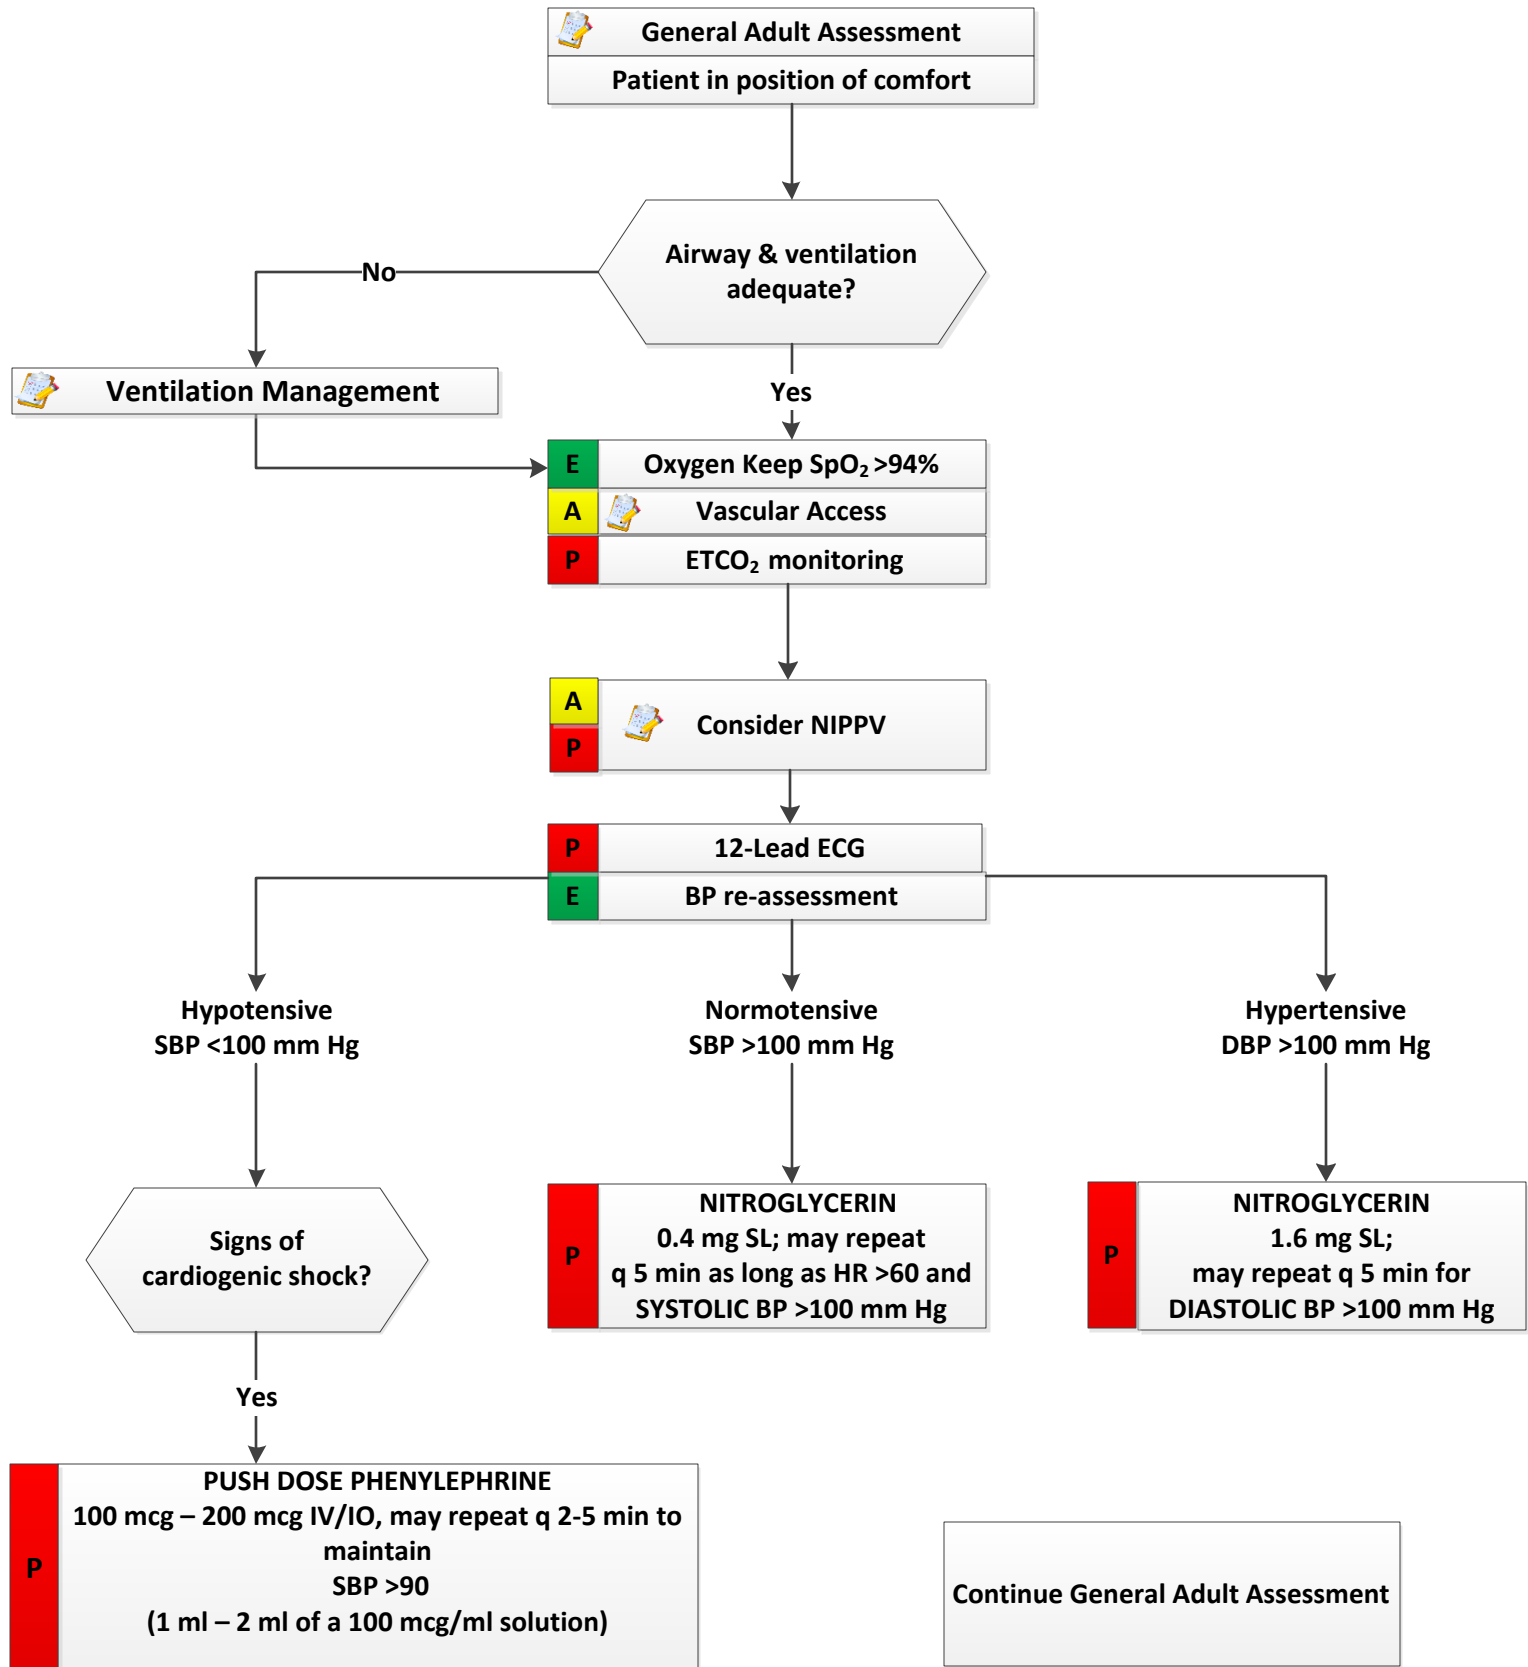 General Adult Assessment
Patient in position of comfort
Airway & ventilation
adequate?
No
Ventilation Management
Yes
E
Oxygen Keep SpO₂ >94%
A
Vascular Access
P
ETCO₂ monitoring
A
P
Consider NIPPV
P
12-Lead ECG
E
BP re-assessment
Hypotensive
SBP <100 mm Hg
Normotensive
SBP >100 mm Hg
Hypertensive
DBP >100 mm Hg
Signs of
cardiogenic shock?
P
NITROGLYCERIN
0.4 mg SL; may repeat
q 5 min as long as HR >60 and
SYSTOLIC BP >100 mm Hg
P
NITROGLYCERIN
1.6 mg SL;
may repeat q 5 min for
DIASTOLIC BP >100 mm Hg
Yes
P
PUSH DOSE PHENYLEPHRINE
100 mcg – 200 mcg IV/IO, may repeat q 2-5 min to
maintain
SBP >90
(1 ml – 2 ml of a 100 mcg/ml solution)
Continue General Adult Assessment